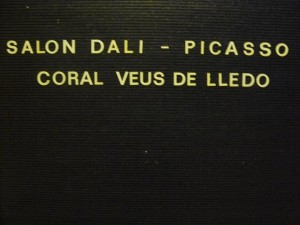 SALON DALI - PICASSO
CORAL VEUS DE LLEDO